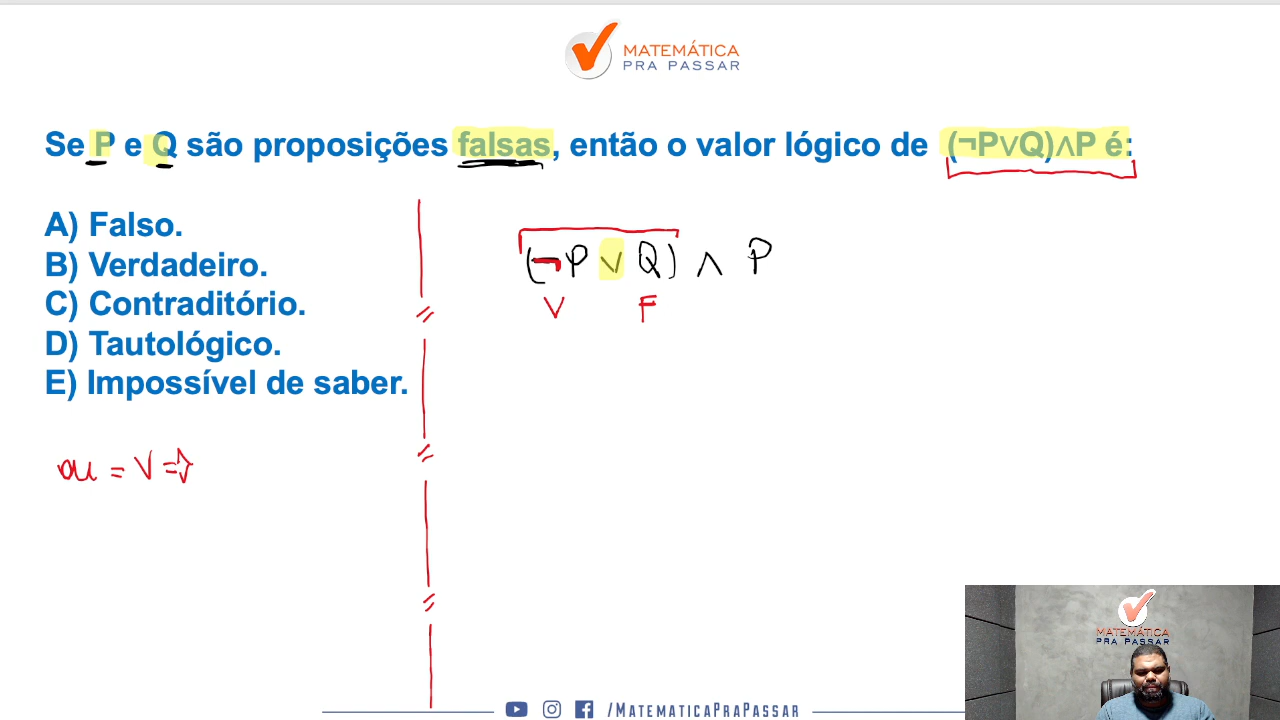 MATEMÁTICA
PRA PASSAR
Se P e Q são proposições falsas, então o valor lógico de (¬P∨Q)∧P é:
A) Falso.
B) Verdadeiro.
C) Contraditório.
D) Tautológico.
E) Impossível de saber.
(¬P ∨ Q) ∧ P
V F
ou = V ⇒
MATEMÁTICA
PRA PASSAR
/MATEMATICAPRAPASSAR